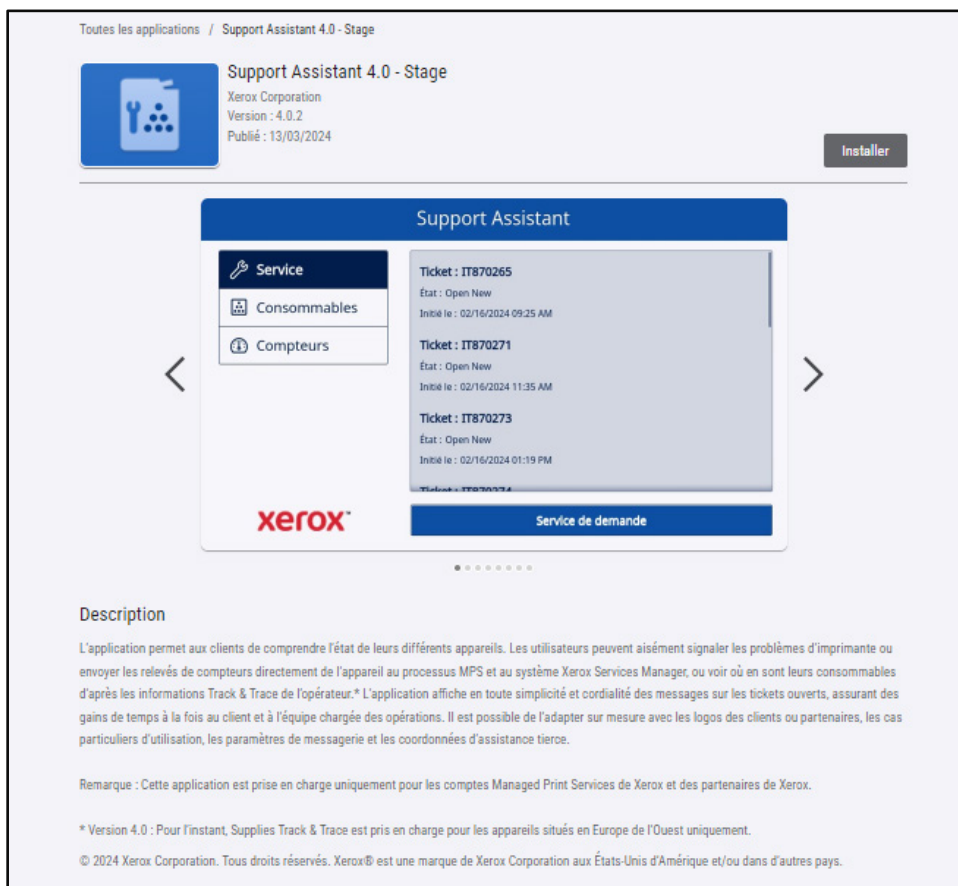 Toutes les applications / Support Assistant 4.0 - Stage
Support Assistant 4.0 - Stage
Xerox Corporation
Version : 4.0.2
Publié : 13/03/2024
Installer
Support Assistant
Service
Consommables
Compteurs
Ticket : IT870265
État : Open New
Initié le : 02/16/2024 09:25 AM
Ticket : IT870271
État : Open New
Initié le : 02/16/2024 11:35 AM
Ticket : IT870273
État : Open New
Initié le : 02/16/2024 01:19 PM
Ticket : IT870274
xerox™
Service de demande
Description
L'application permet aux clients de comprendre l'état de leurs différents appareils. Les utilisateurs peuvent aisément signaler les problèmes d'imprimante ou
envoyer les relevés de compteurs directement de l'appareil au processus MPS et au système Xerox Services Manager, ou voir où en sont leurs consommables
d'après les informations Track & Trace de l'opérateur.* L'application affiche en toute simplicité et cordialité des messages sur les tickets ouverts, assurant des
gains de temps à la fois au client et à l'équipe chargée des opérations. Il est possible de l'adapter sur mesure avec les logos des clients ou partenaires, les cas
particuliers d'utilisation, les paramètres de messagerie et les coordonnées d'assistance tierce.
Remarque : Cette application est prise en charge uniquement pour les comptes Managed Print Services de Xerox et des partenaires de Xerox.
* Version 4.0 : Pour l'instant, Supplies Track & Trace est pris en charge pour les appareils situés en Europe de l'Ouest uniquement.
© 2024 Xerox Corporation. Tous droits réservés. Xerox® est une marque de Xerox Corporation aux États-Unis d'Amérique et/ou dans d'autres pays.